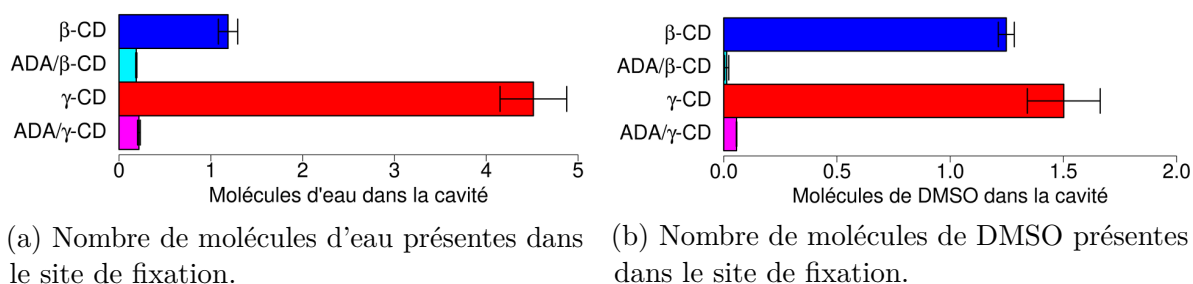 β-CD
ADA/β-CD
γ-CD
ADA/γ-CD
0 1 2 3 4 5
Molécules d'eau dans la cavité
(a) Nombre de molécules d'eau présentes dans
le site de fixation.
β-CD
ADA/β-CD
γ-CD
ADA/γ-CD
0.0 0.5 1.0 1.5 2.0
Molécules de DMSO dans la cavité
(b) Nombre de molécules de DMSO présentes
dans le site de fixation.